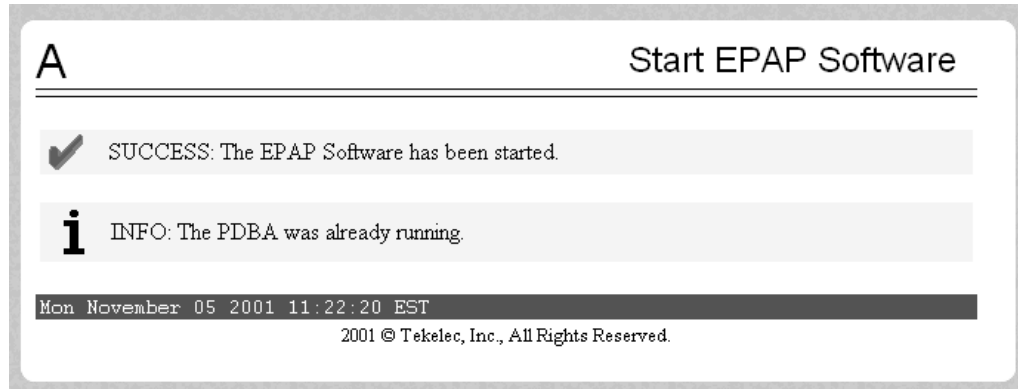 A
Start EPAP Software
SUCCESS: The EPAP Software has been started.
INFO: The PDBA was already running.
Mon November 05 2001 11:22:20 EST
2001 © Tekelec, Inc., All Rights Reserved.